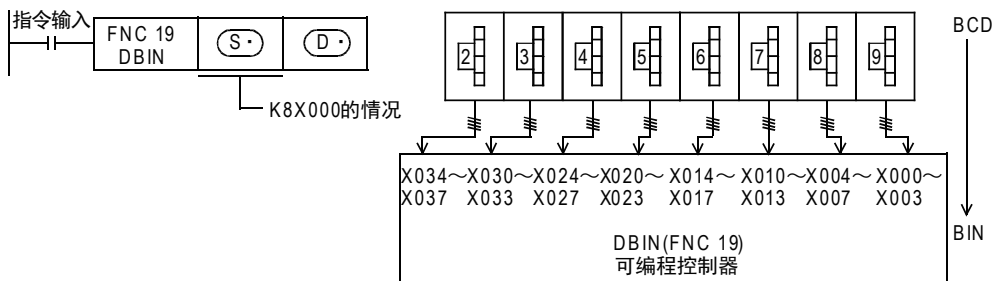 指令输入
FNC 19
DBIN
S·
D·
K8X000的情况
2 3 4 5 6 7 8 9
BCD
X034～X030～X024～X020～X014～X010～X004～X000～
X037 X033 X027 X023 X017 X013 X007 X003
BIN
DBIN(FNC 19)
可编程控制器